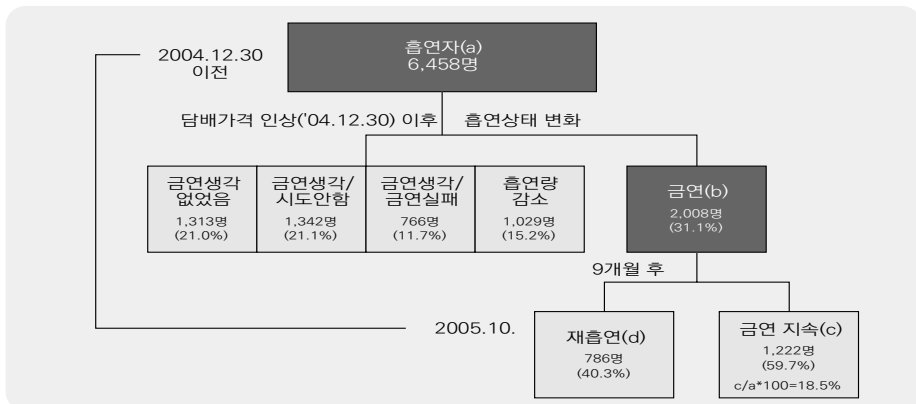 2004.12.30
이전
흡연자(a)
6,458명
담배가격 인상('04.12.30) 이후 흡연상태 변화
금연생각
없었음
1,313명
(21.0%)
금연생각/
시도안함
1,342명
(21.1%)
금연생각/
금연실패
766명
(11.7%)
흡연량
감소
1,029명
(15.2%)
금연(b)
2,008명
(31.1%)
9개월 후
2005.10.
재흡연(d)
786명
(40.3%)
금연 지속(c)
1,222명
(59.7%)
c/a*100=18.5%